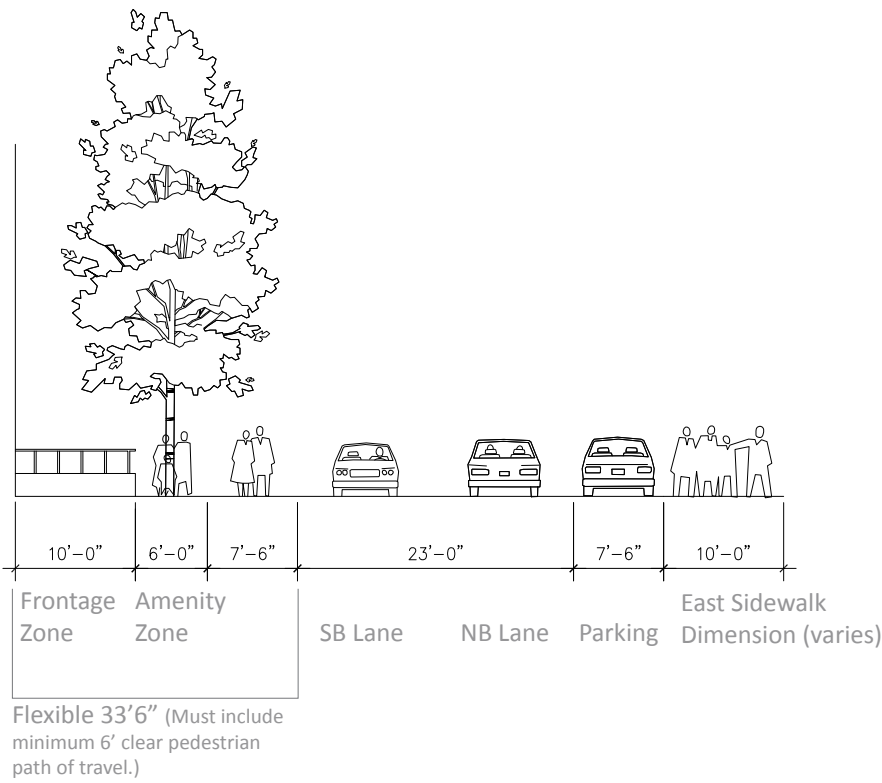 10'-0" 6'-0" 7'-6" 23'-0" 7'-6" 10'-0"
Frontage Zone
Amenity Zone
SB Lane
NB Lane
Parking
East Sidewalk
Dimension (varies)
Flexible 33'6" (Must include
minimum 6' clear pedestrian
path of travel.)